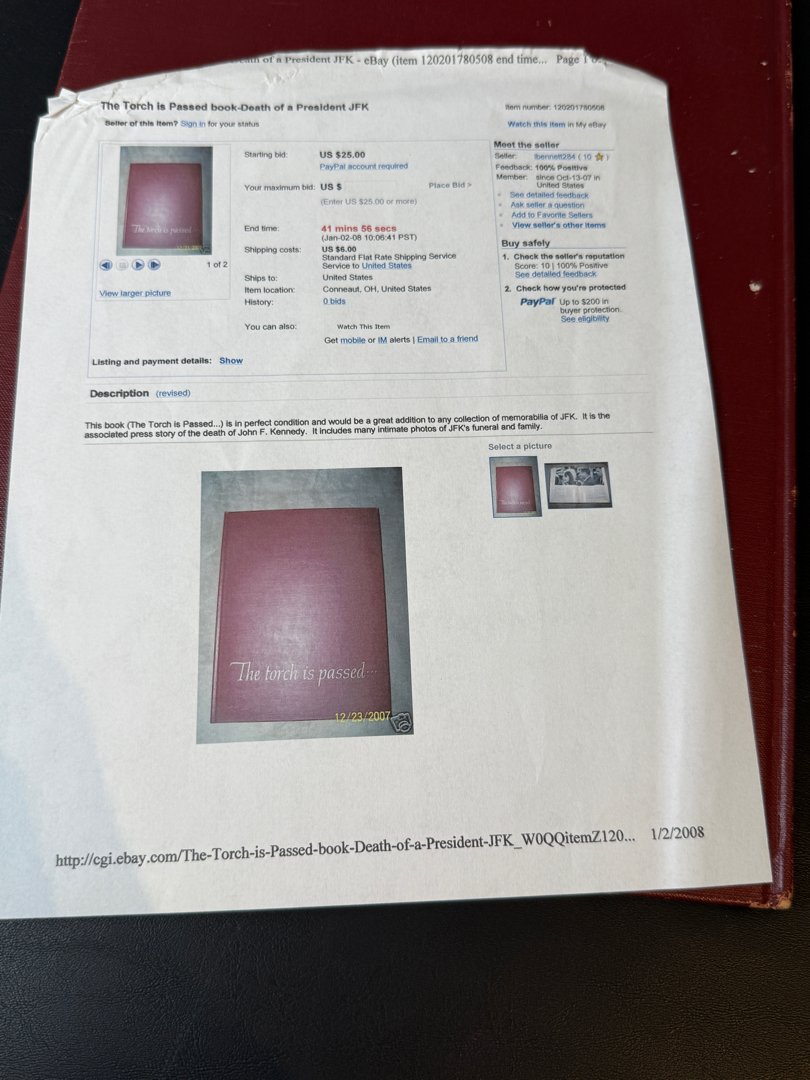 eath of a President JFK - eBay (item 120201780508 end time... Page 1 of
The Torch is Passed book-Death of a President JFK
Item number: 120201780508
Seller of this item? Sign in for your status
Watch this item in My eBay
The torch is passed...
1 of 2
View larger picture
Starting bid: US $25.00
PayPal account required
Your maximum bid: US $ Place Bid >
(Enter US $25.00 or more)
End time: 41 mins 56 secs
(Jan-02-08 10:06:41 PST)
Shipping costs: US $6.00
Standard Flat Rate Shipping Service
Service to United States
Ships to: United States
Item location: Conneaut, OH, United States
History: 0 bids
You can also: Watch This Item
Get mobile or IM alerts | Email to a friend
Meet the seller
Seller: ( 10 )
Feedback: 100% Positive
Member: since Oct-13-07 in
United States
See detailed feedback
Ask seller a question
Add to Favorite Sellers
View seller's other items
Buy safely
1. Check the seller's reputation
Score: 10 | 100% Positive
See detailed feedback
2. Check how you're protected
PayPal Up to $200 in
buyer protection.
See eligibility
Listing and payment details: Show
Description (revised)
This book (The Torch is Passed...) is in perfect condition and would be a great addition to any collection of memorabilia of JFK. It is the
associated press story of the death of John F. Kennedy. It includes many intimate photos of JFK's funeral and family.
Select a picture
The torch is passed...
12/23/2007
http://cgi.ebay.com/The-Torch-is-Passed-book-Death-of-a-President-JFK_W0QQitemZ120... 1/2/2008